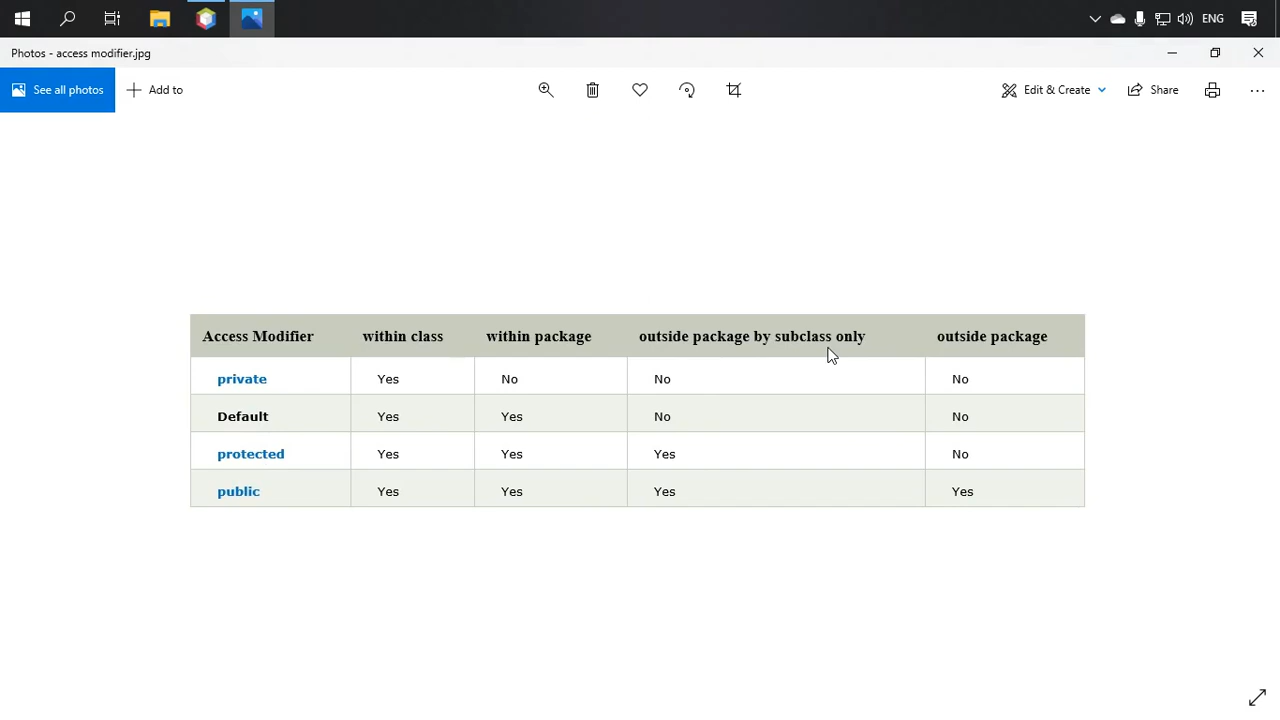 ENG
Photos - access modifier.jpg
See all photos
Add to
Edit & Create
Share
Access Modifier within class within package outside package by subclass only outside package
private Yes No No No
Default Yes Yes No No
protected Yes Yes Yes No
public Yes Yes Yes Yes